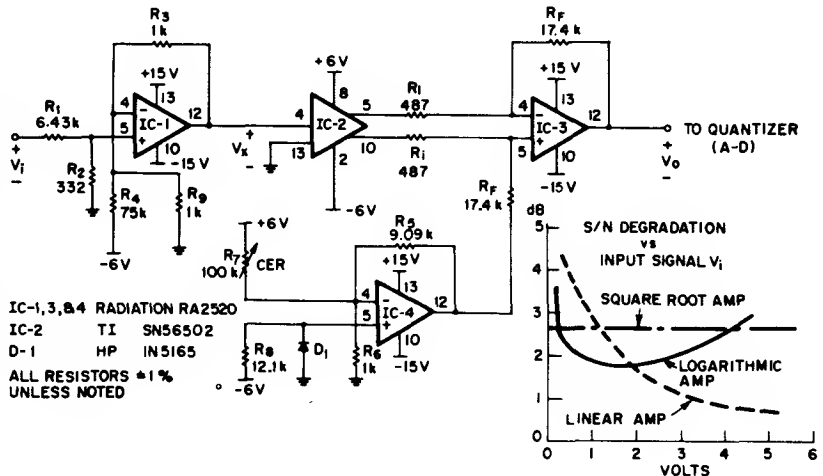 R3
1k
+15V
13
4
–
IC-1
12
5
+
10
-15V
R1
6.43k
+
Vi
–
R2
332
R4
75k
R9
1k
-6V
+6V
8
4
IC-2
5
13
10
2
-6V
+
Vx
–
R1
487
Ri
487
RF
17.4k
+15V
13
4
–
IC-3
12
5
+
10
-15V
+
Vo
–
TO QUANTIZER
(A-D)
RF
17.4k
+6V
R7
100k
CER
R5
9.09k
+15V
13
4
–
IC-4
12
5
+
10
-15V
R8
12.1k
-6V
D1
R6
1k
IC-1,3,&4 RADIATION RA2520
IC-2 TI SN56502
D-1 HP IN5165
ALL RESISTORS ±1%
UNLESS NOTED
dB
S/N DEGRADATION
vs
INPUT SIGNAL Vi
SQUARE ROOT AMP
LOGARITHMIC
AMP
LINEAR AMP
5
4
3
2
1
0
0 1 2 3 4 5 6
VOLTS